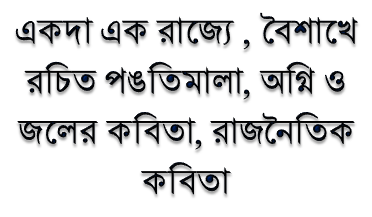 একদা এক রাজ্যে , বৈশাখে
রচিত পঙতিমালা, অগ্নি ও
জলের কবিতা, রাজনৈতিক
কবিতা